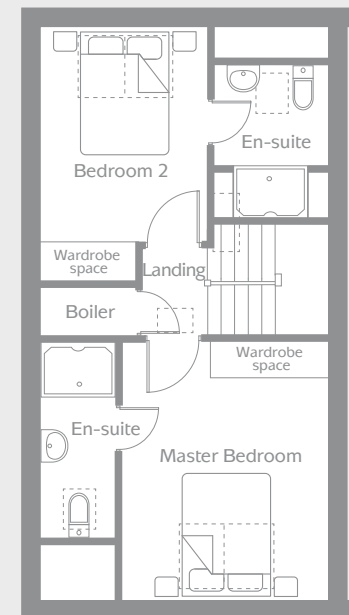 En-suite
Bedroom 2
Wardrobe
space
Landing
Boiler
Wardrobe
space
En-suite
Master Bedroom